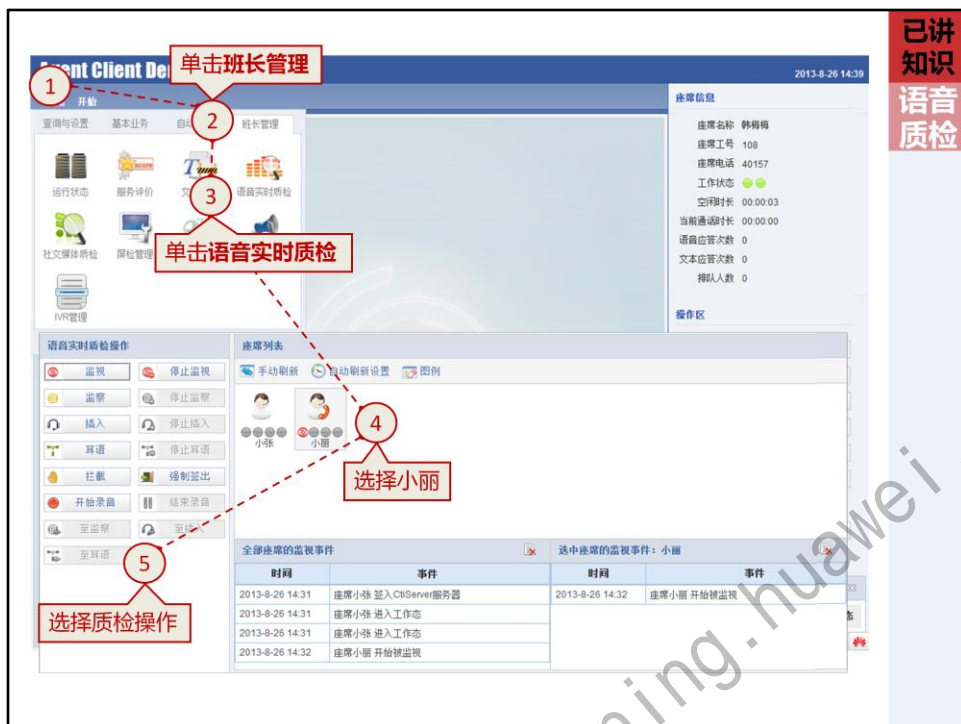 已讲
知识
语音
质检
Agent Client De
单击班长管理
2013-8-26 14:39
1
开始
2
查询与设置 基本业务 自动 班长管理
座席信息
座席名称 韩梅梅
座席工号 108
座席电话 40157
工作状态
空闲时长 00:00:03
当前通话时长 00:00:00
语音应答次数 0
文本应答次数 0
排队人数 0
操作区
运行状态 服务评价 文 语音实时质检
3
社交媒体质检 屏检管理
单击语音实时质检
IVR管理
语音实时质检操作
监视 停止监视
监察 停止监察
插入 停止插入
耳语 停止耳语
拦截 强制签出
开始录音 结束录音
至监察 至插入
至耳语
5
选择质检操作
座席列表
手动刷新 自动刷新设置 图例
小张 小丽
4
选择小丽
全部座席的监视事件
时间 事件
2013-8-26 14:31 座席小张 签入CtiServer服务器
2013-8-26 14:31 座席小张 进入工作态
2013-8-26 14:31 座席小张 进入工作态
2013-8-26 14:32 座席小丽 开始被监视
选中座席的监视事件：小丽
时间 事件
2013-8-26 14:32 座席小丽 开始被监视
态
ning.huawei